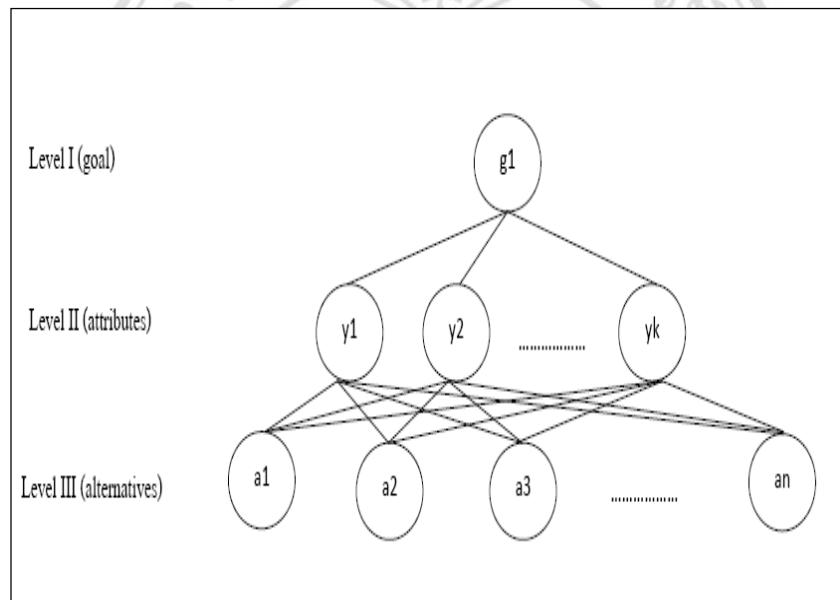 Level I (goal)
g1
Level II (attributes)
y1 y2 ................ yk
Level III (alternatives)
a1 a2 a3 ................ an